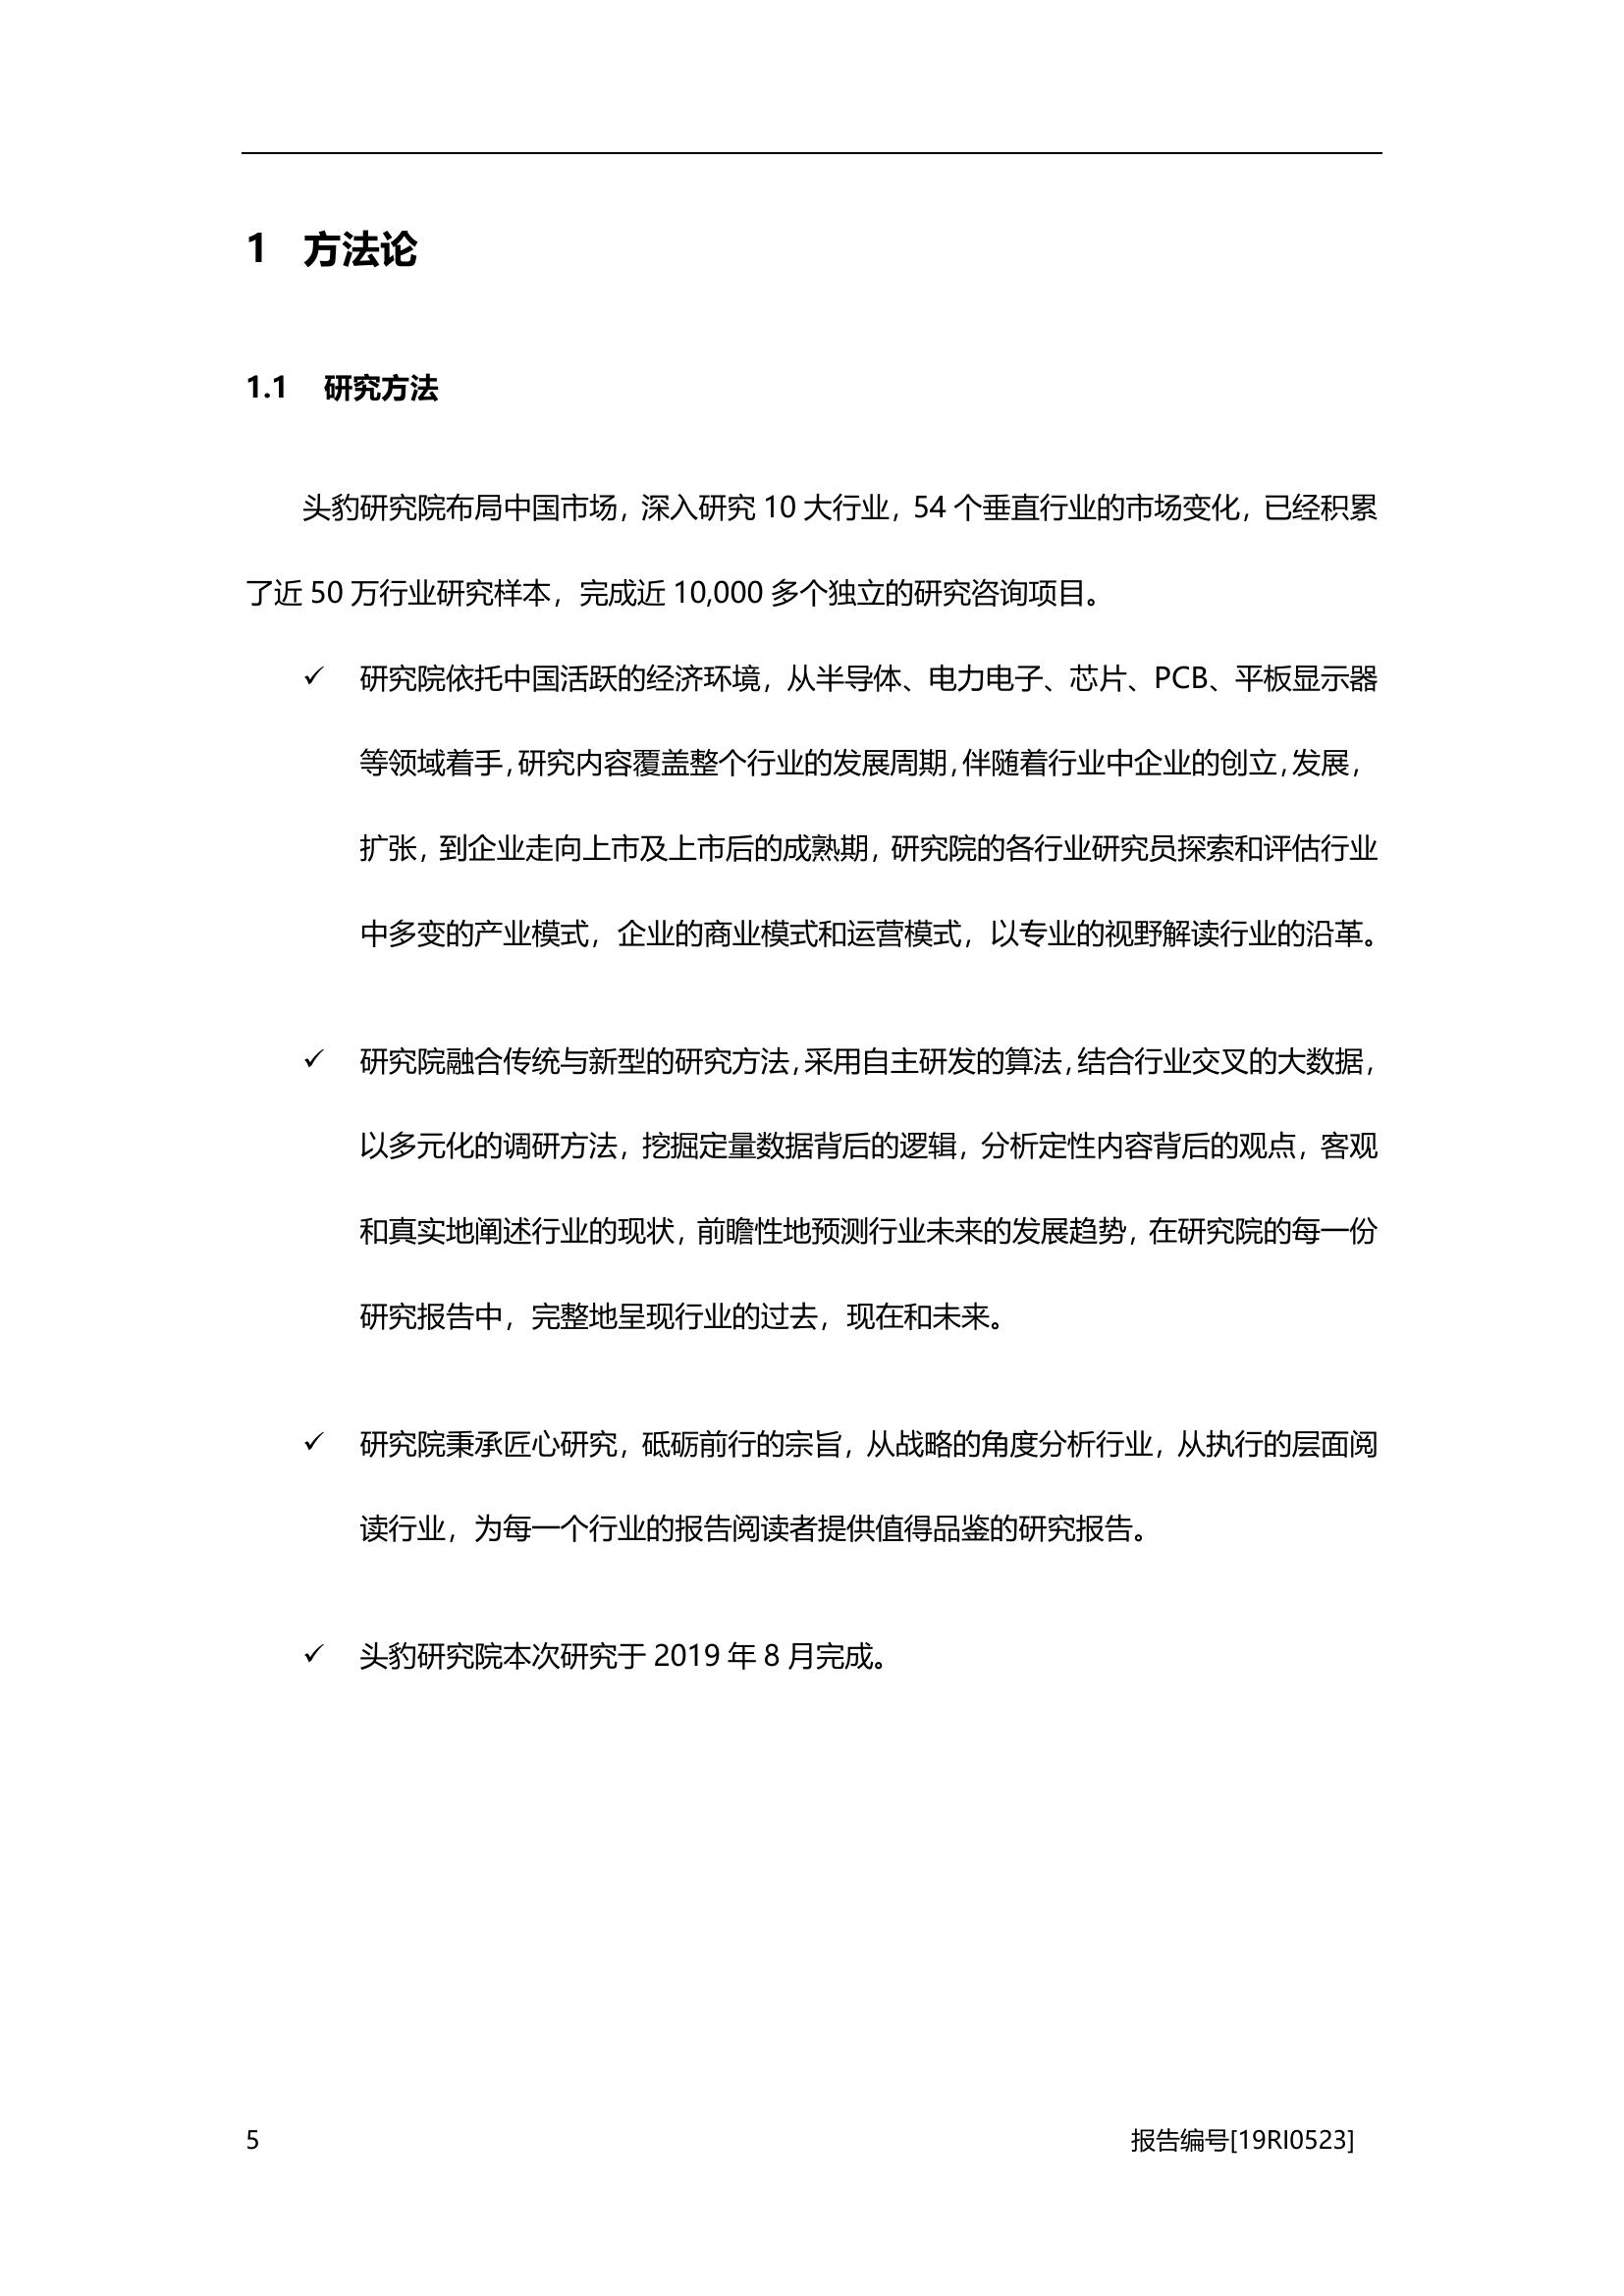 1 方法论
1.1 研究方法
头豹研究院布局中国市场，深入研究 10 大行业，54 个垂直行业的市场变化，已经积累
了近 50 万行业研究样本，完成近 10,000 多个独立的研究咨询项目。
✓ 研究院依托中国活跃的经济环境，从半导体、电力电子、芯片、PCB、平板显示器
等领域着手，研究内容覆盖整个行业的发展周期，伴随着行业中企业的创立，发展，
扩张，到企业走向上市及上市后的成熟期，研究院的各行业研究员探索和评估行业
中多变的产业模式，企业的商业模式和运营模式，以专业的视野解读行业的沿革。
✓ 研究院融合传统与新型的研究方法，采用自主研发的算法，结合行业交叉的大数据，
以多元化的调研方法，挖掘定量数据背后的逻辑，分析定性内容背后的观点，客观
和真实地阐述行业的现状，前瞻性地预测行业未来的发展趋势，在研究院的每一份
研究报告中，完整地呈现行业的过去，现在和未来。
✓ 研究院秉承匠心研究，砥砺前行的宗旨，从战略的角度分析行业，从执行的层面阅
读行业，为每一个行业的报告阅读者提供值得品鉴的研究报告。
✓ 头豹研究院本次研究于 2019 年 8 月完成。
5 报告编号[19RI0523]